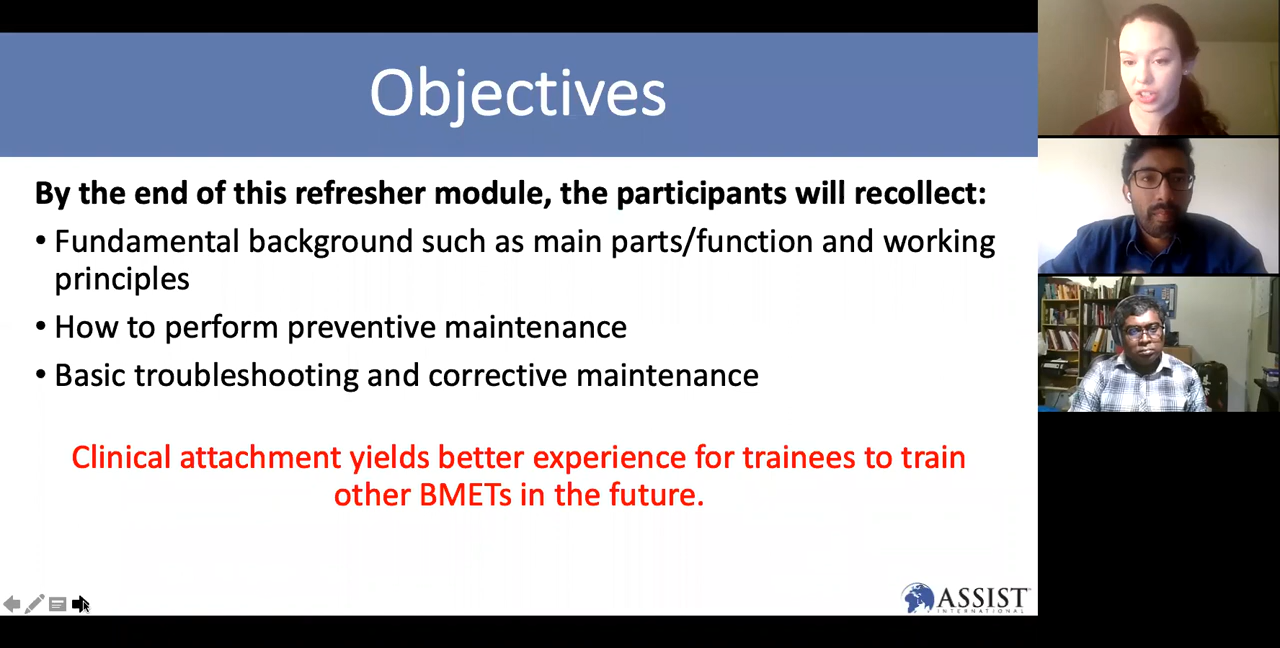 Objectives
By the end of this refresher module, the participants will recollect:
• Fundamental background such as main parts/function and working
principles
• How to perform preventive maintenance
• Basic troubleshooting and corrective maintenance
Clinical attachment yields better experience for trainees to train
other BMETs in the future.
ASSIST
INTERNATIONAL